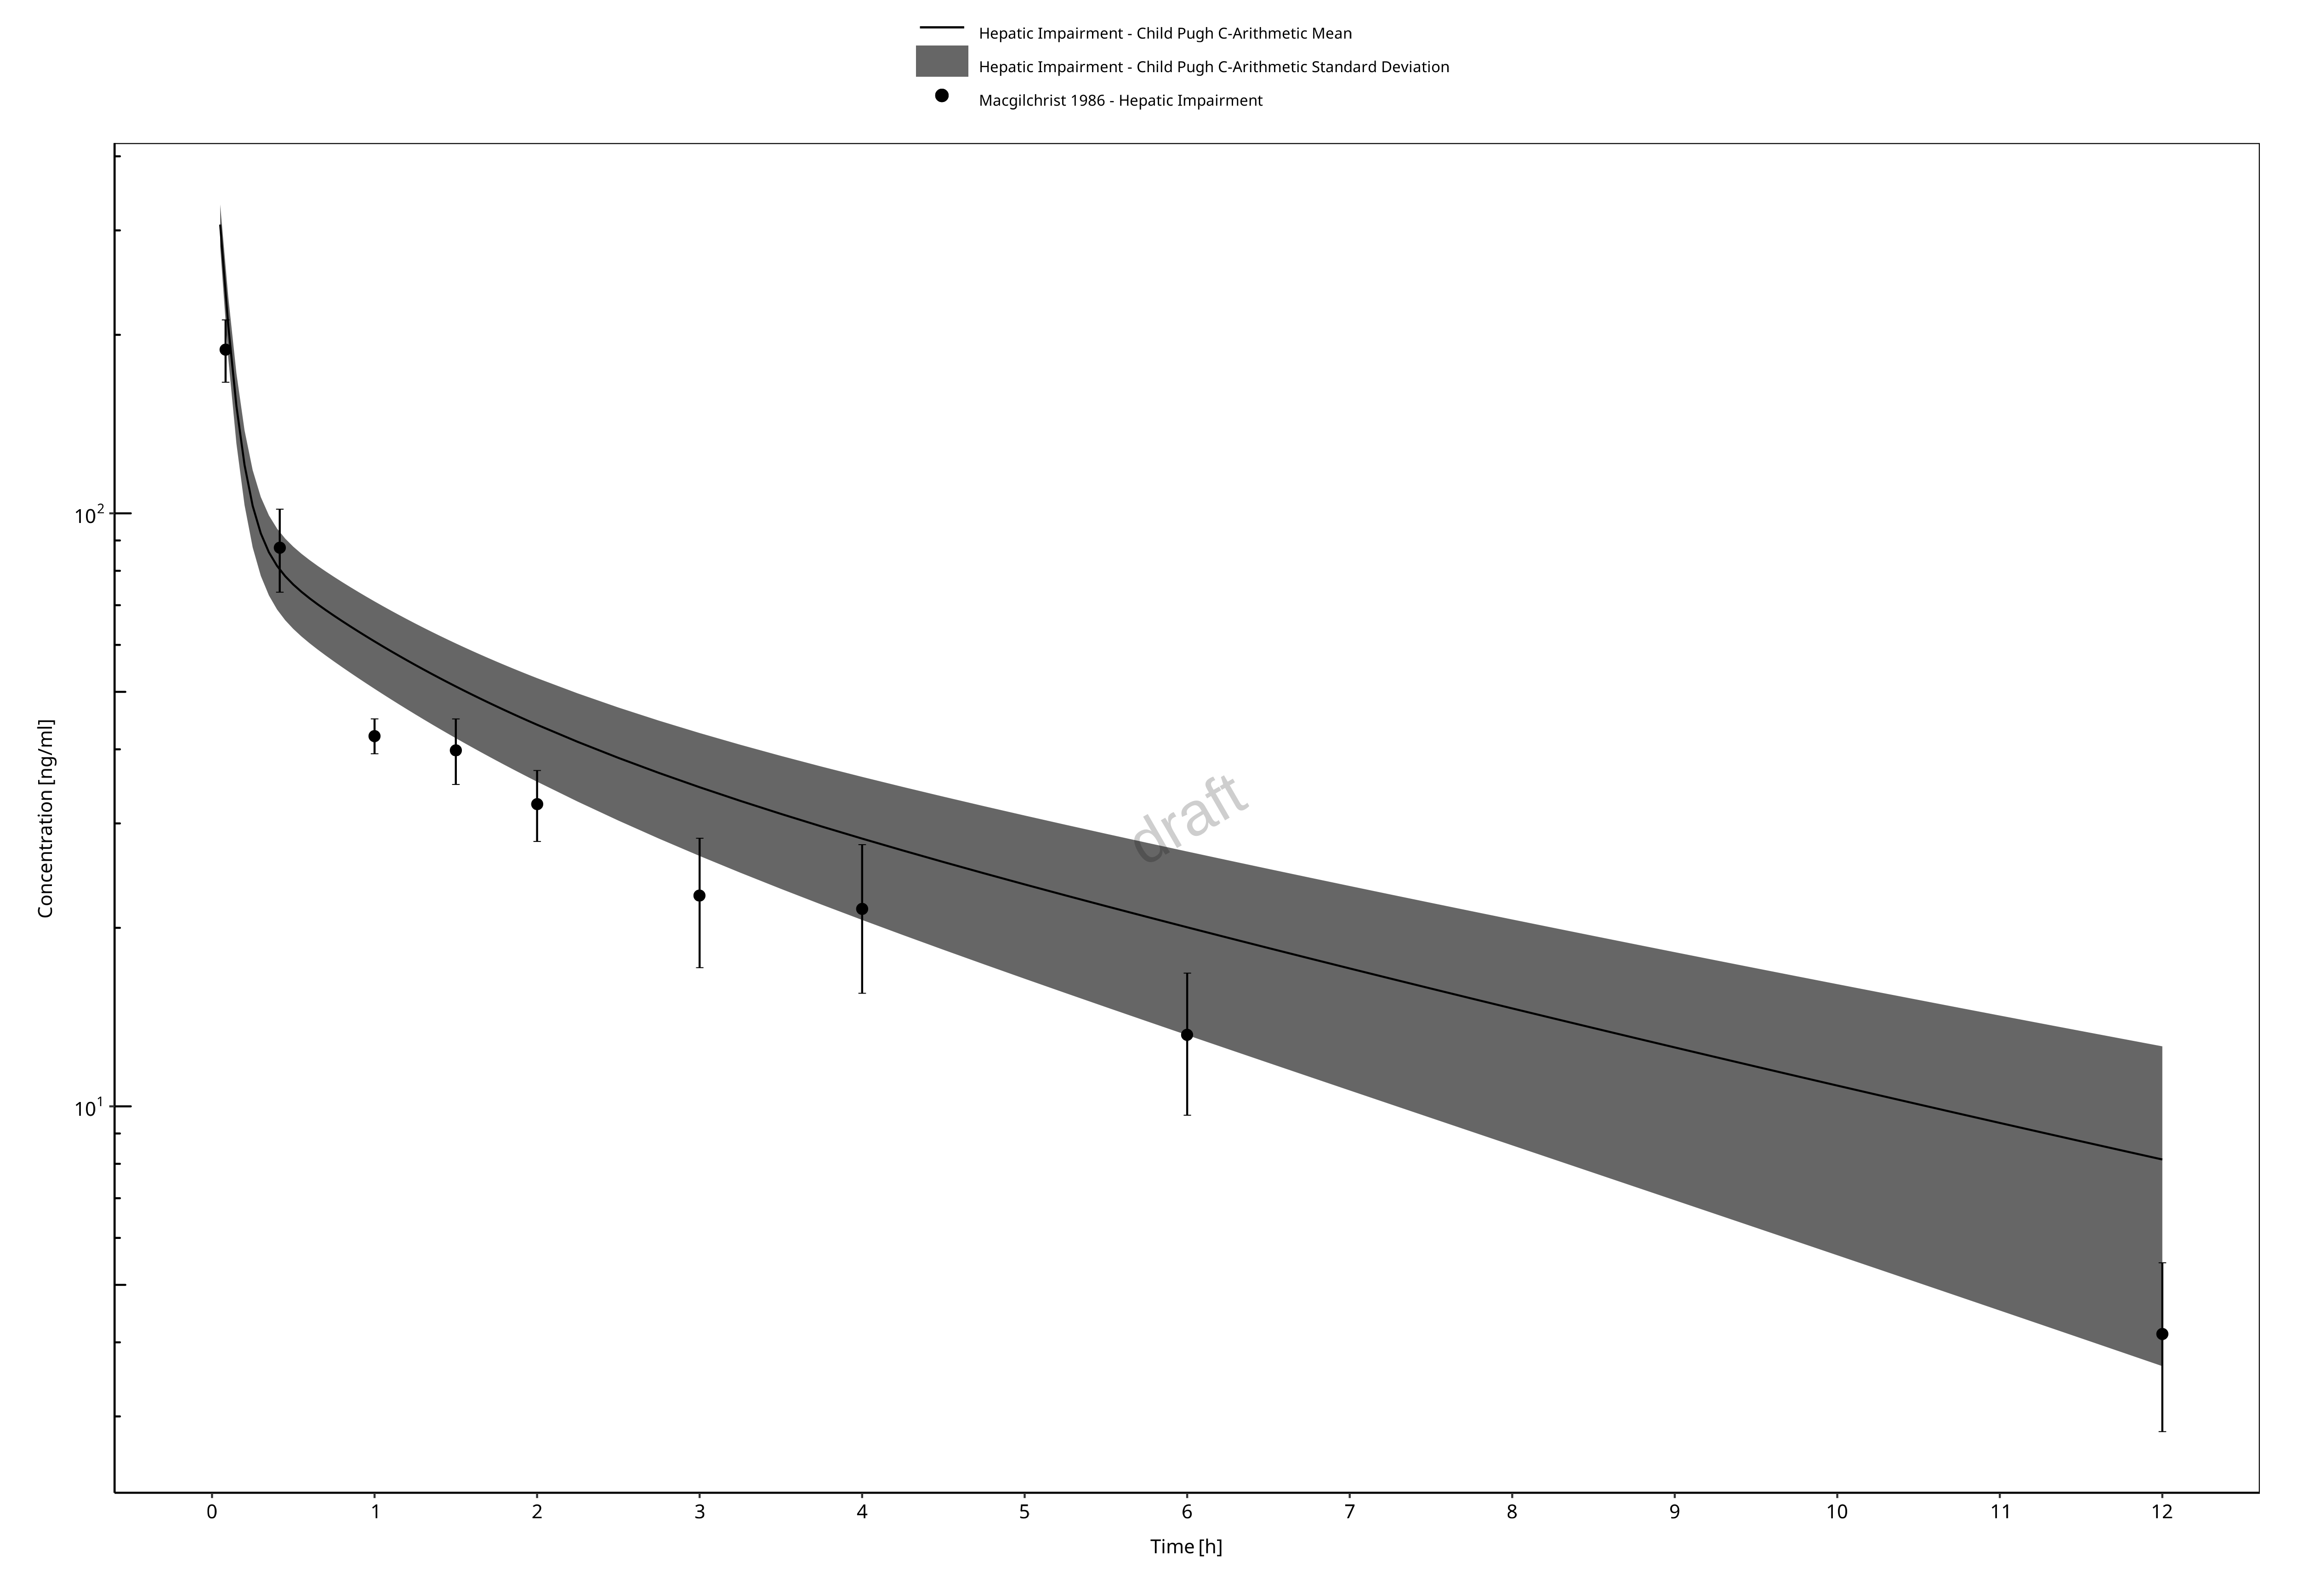 Hepatic Impairment - Child Pugh C-Arithmetic Mean
Hepatic Impairment - Child Pugh C-Arithmetic Standard Deviation
Macgilchrist 1986 - Hepatic Impairment
10²
10¹
Concentration [ng/ml]
draft
0 1 2 3 4 5 6 7 8 9 10 11 12
Time [h]